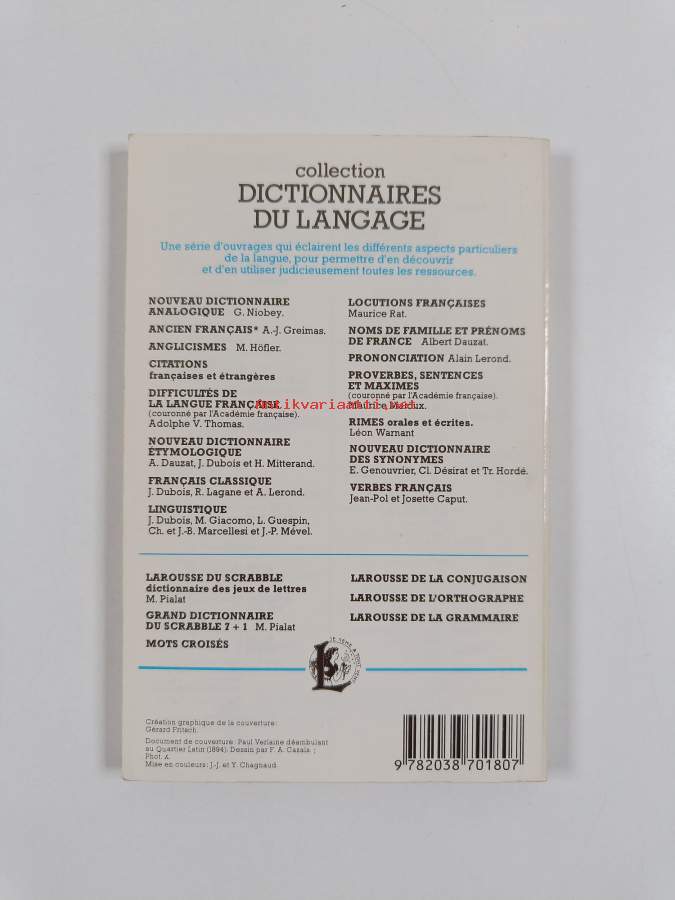 collection
DICTIONNAIRES
DU LANGAGE
Une série d'ouvrages qui éclairent les différents aspects particuliers
de la langue, pour permettre d'en découvrir
et d'en utiliser judicieusement toutes les ressources.
NOUVEAU DICTIONNAIRE
ANALOGIQUE G. Niobey.
ANCIEN FRANÇAIS* A.-J. Greimas.
ANGLICISMES M. Höfler.
CITATIONS
françaises et étrangères
DIFFICULTÉS DE
LA LANGUE FRANÇAISE
(couronné par l'Académie française).
Adolphe V. Thomas.
NOUVEAU DICTIONNAIRE
ÉTYMOLOGIQUE
A. Dauzat, J. Dubois et H. Mitterand.
FRANÇAIS CLASSIQUE
J. Dubois, R. Lagane et A. Lerond.
LINGUISTIQUE
J. Dubois, M. Giacomo, L. Guespin,
Ch. et J.-B. Marcellesi et J.-P. Mével.
LOCUTIONS FRANÇAISES
Maurice Rat.
NOMS DE FAMILLE ET PRÉNOMS
DE FRANCE Albert Dauzat.
PRONONCIATION Alain Lerond.
PROVERBES, SENTENCES
ET MAXIMES
(couronné par l'Académie française).
Maurice Maloux.
RIMES orales et écrites.
Léon Warnant
NOUVEAU DICTIONNAIRE
DES SYNONYMES
E. Genouvrier, Cl. Désirat et Tr. Hordé.
VERBES FRANÇAIS
Jean-Pol et Josette Caput.
Antikvariaatti.net
LAROUSSE DU SCRABBLE
dictionnaire des jeux de lettres
M. Pialat
GRAND DICTIONNAIRE
DU SCRABBLE 7 + 1 M. Pialat
MOTS CROISÉS
LAROUSSE DE LA CONJUGAISON
LAROUSSE DE L'ORTHOGRAPHE
LAROUSSE DE LA GRAMMAIRE
L
JE SÈME À TOUT VENT
Création graphique de la couverture:
Gérard Fritsch.
Document de couverture : Paul Verlaine déambulant
au Quartier Latin (1894). Dessin par F. A. Cazals. ;
Phot. X.
Mise en couleurs : J.-J. et Y. Chagnaud.
9 782038 701807